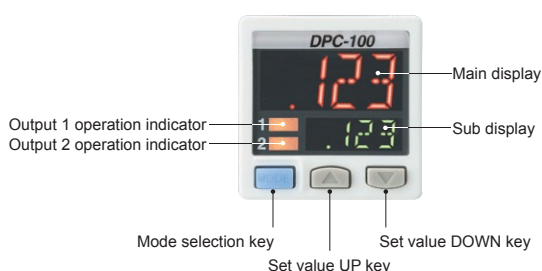 DPC-100
.123
Main display
Output 1 operation indicator
1
.123
Sub display
Output 2 operation indicator
2
MODE
Mode selection key
Set value DOWN key
Set value UP key